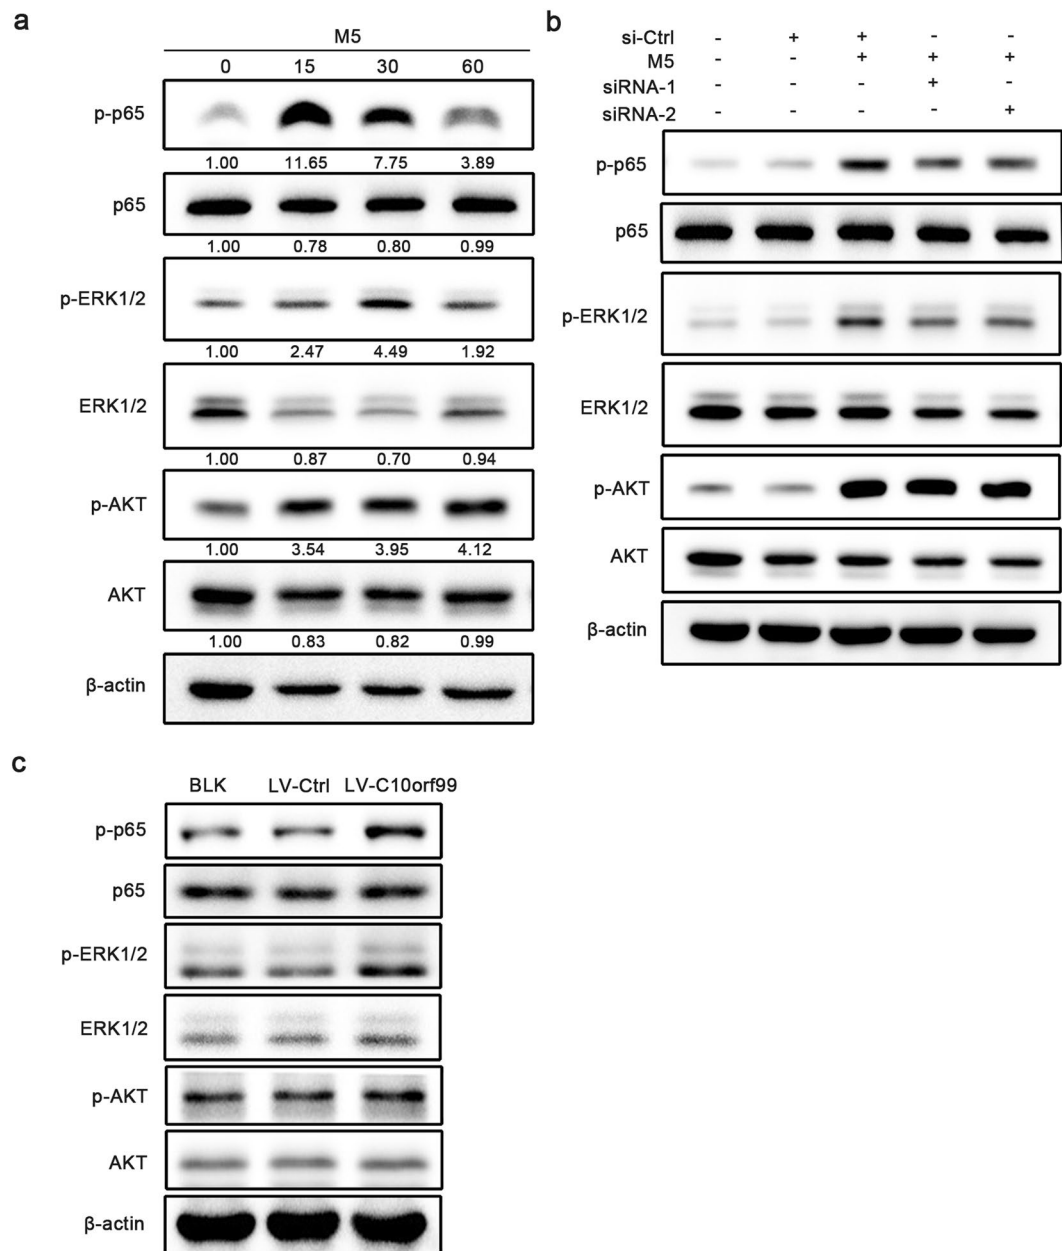 a
M5
0 15 30 60
p-p65
1.00 11.65 7.75 3.89
p65
1.00 0.78 0.80 0.99
p-ERK1/2
1.00 2.47 4.49 1.92
ERK1/2
1.00 0.87 0.70 0.94
p-AKT
1.00 3.54 3.95 4.12
AKT
1.00 0.83 0.82 0.99
β-actin
b
si-Ctrl - + + - -
M5 - - + + +
siRNA-1 - - - + -
siRNA-2 - - - - +
p-p65
p65
p-ERK1/2
ERK1/2
p-AKT
AKT
β-actin
c
BLK LV-Ctrl LV-C10orf99
p-p65
p65
p-ERK1/2
ERK1/2
p-AKT
AKT
β-actin